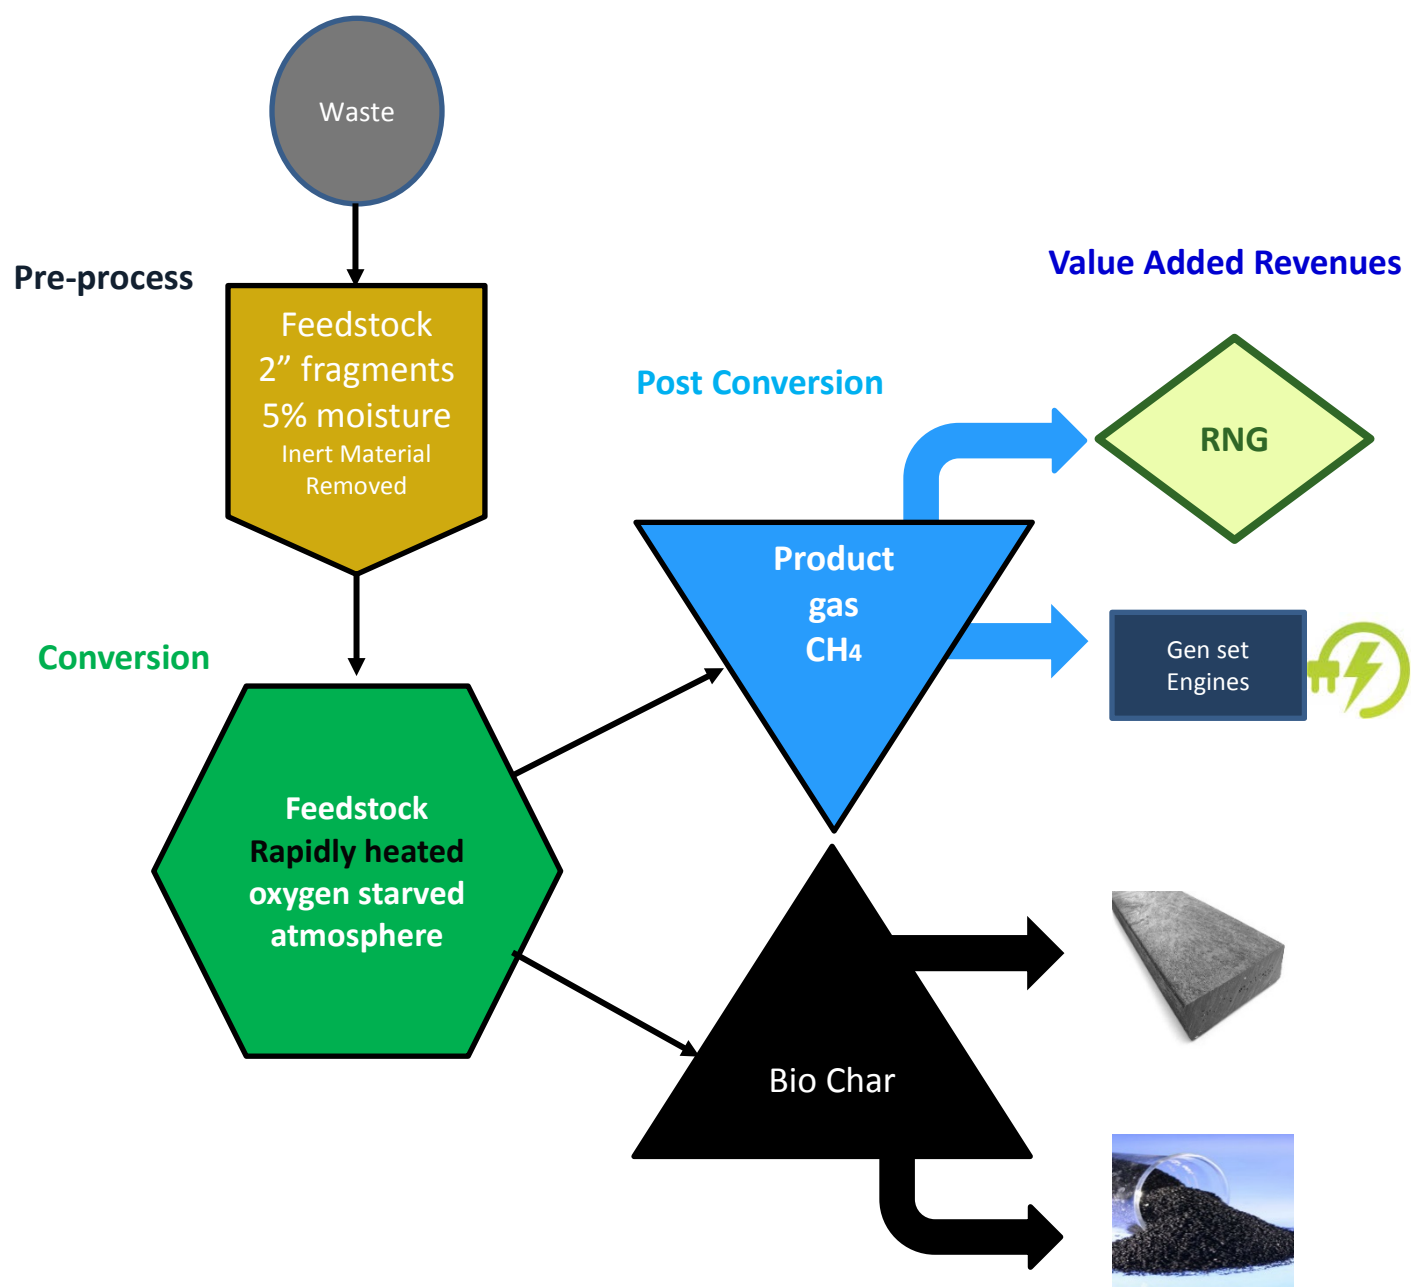 Waste
Pre-process
Feedstock
2” fragments
5% moisture
Inert Material
Removed
Conversion
Feedstock
Rapidly heated
oxygen starved
atmosphere
Post Conversion
Product
gas
CH4
Bio Char
Value Added Revenues
RNG
Gen set
Engines